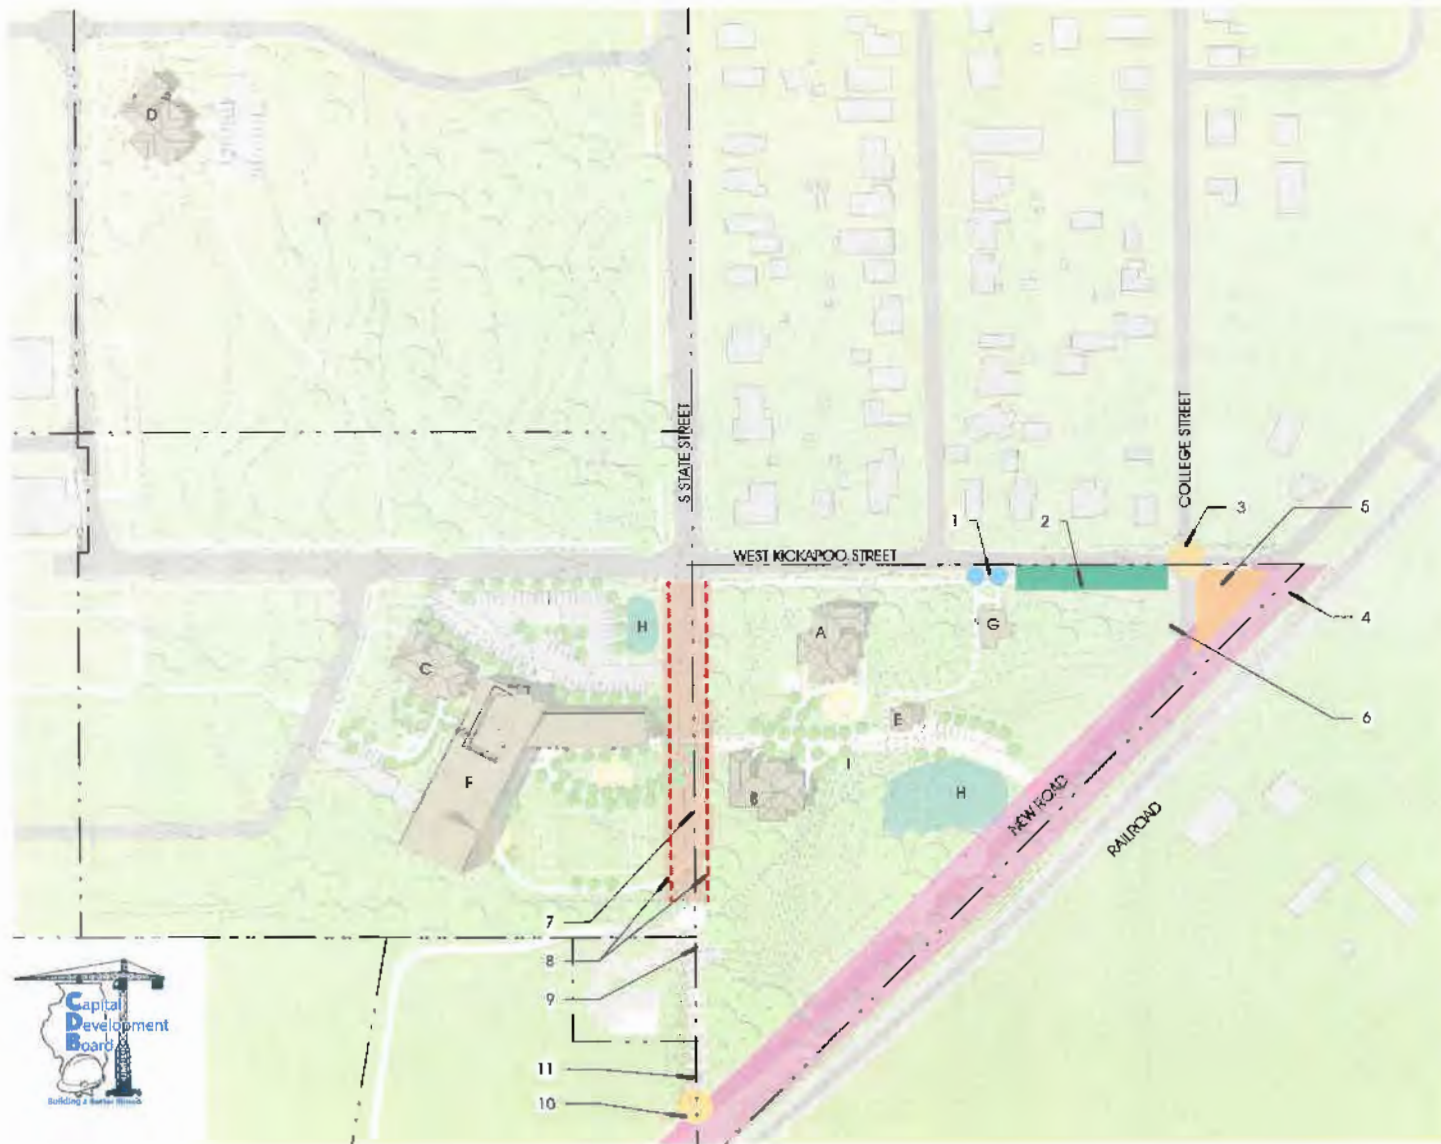 D
S STATE STREET
COLLEGE STREET
1
2
3
5
WEST KICKAPOO STREET
4
H
A
G
C
6
E
F
B
I
H
NEW ROAD
RAILROAD
7
8
9
11
10
Capital
Development
Board
Building a Better Illinois